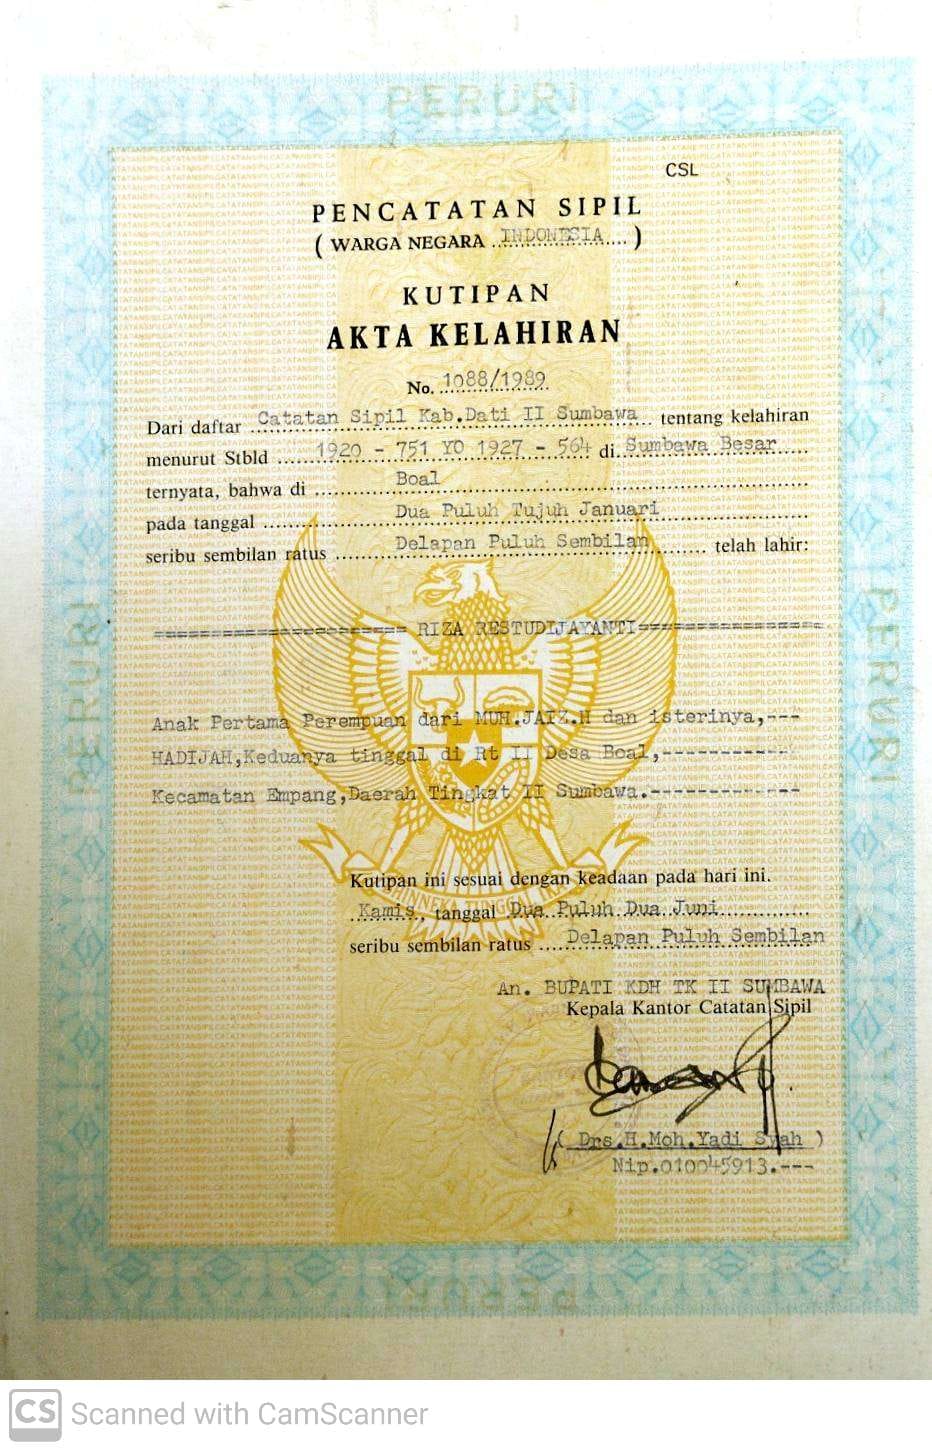 PERURI
CSL
PENCATATAN SIPIL
( WARGA NEGARA ..INDONESIA.... )
KUTIPAN
AKTA KELAHIRAN
No. 1088/1989
Dari daftar Catatan Sipil Kab.Dati II Sumbawa tentang kelahiran
menurut Stbld 1920 - 751 YO 1927 - 564 di Sumbawa Besar
ternyata, bahwa di Boal
pada tanggal Dua Puluh Tujuh Januari
seribu sembilan ratus Delapan Puluh Sembilan telah lahir:
====================== RIZA RESTUDIJAYANTI================
Anak Pertama Perempuan dari MUH.JAIZ.H dan isterinya,---
HADIJAH,Keduanya tinggal di Rt II Desa Boal,------------
Kecamatan Empang,Daerah Tingkat II Sumbawa.-------------
Kutipan ini sesuai dengan keadaan pada hari ini.
Kamis, tanggal Dua Puluh Dua Juni
seribu sembilan ratus Delapan Puluh Sembilan
An. BUPATI KDH TK II SUMBAWA
Kepala Kantor Catatan Sipil
( Drs.H.Moh.Yadi Syah )
Nip.010045913.---
PERURI
PERURI
PERURI
CS Scanned with CamScanner